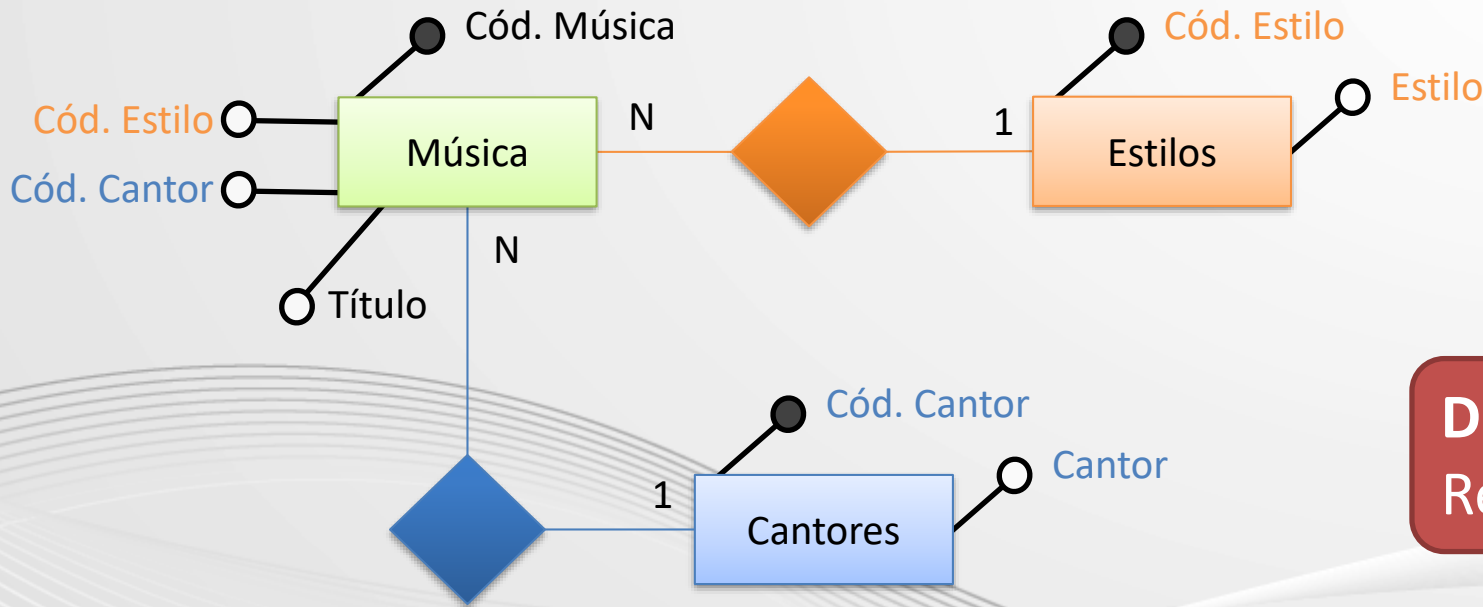 Cód. Música
Cód. Estilo
Estilo
Cód. Estilo
Música
N
1
Estilos
Cód. Cantor
N
Título
Cód. Cantor
Cantor
1
Cantores